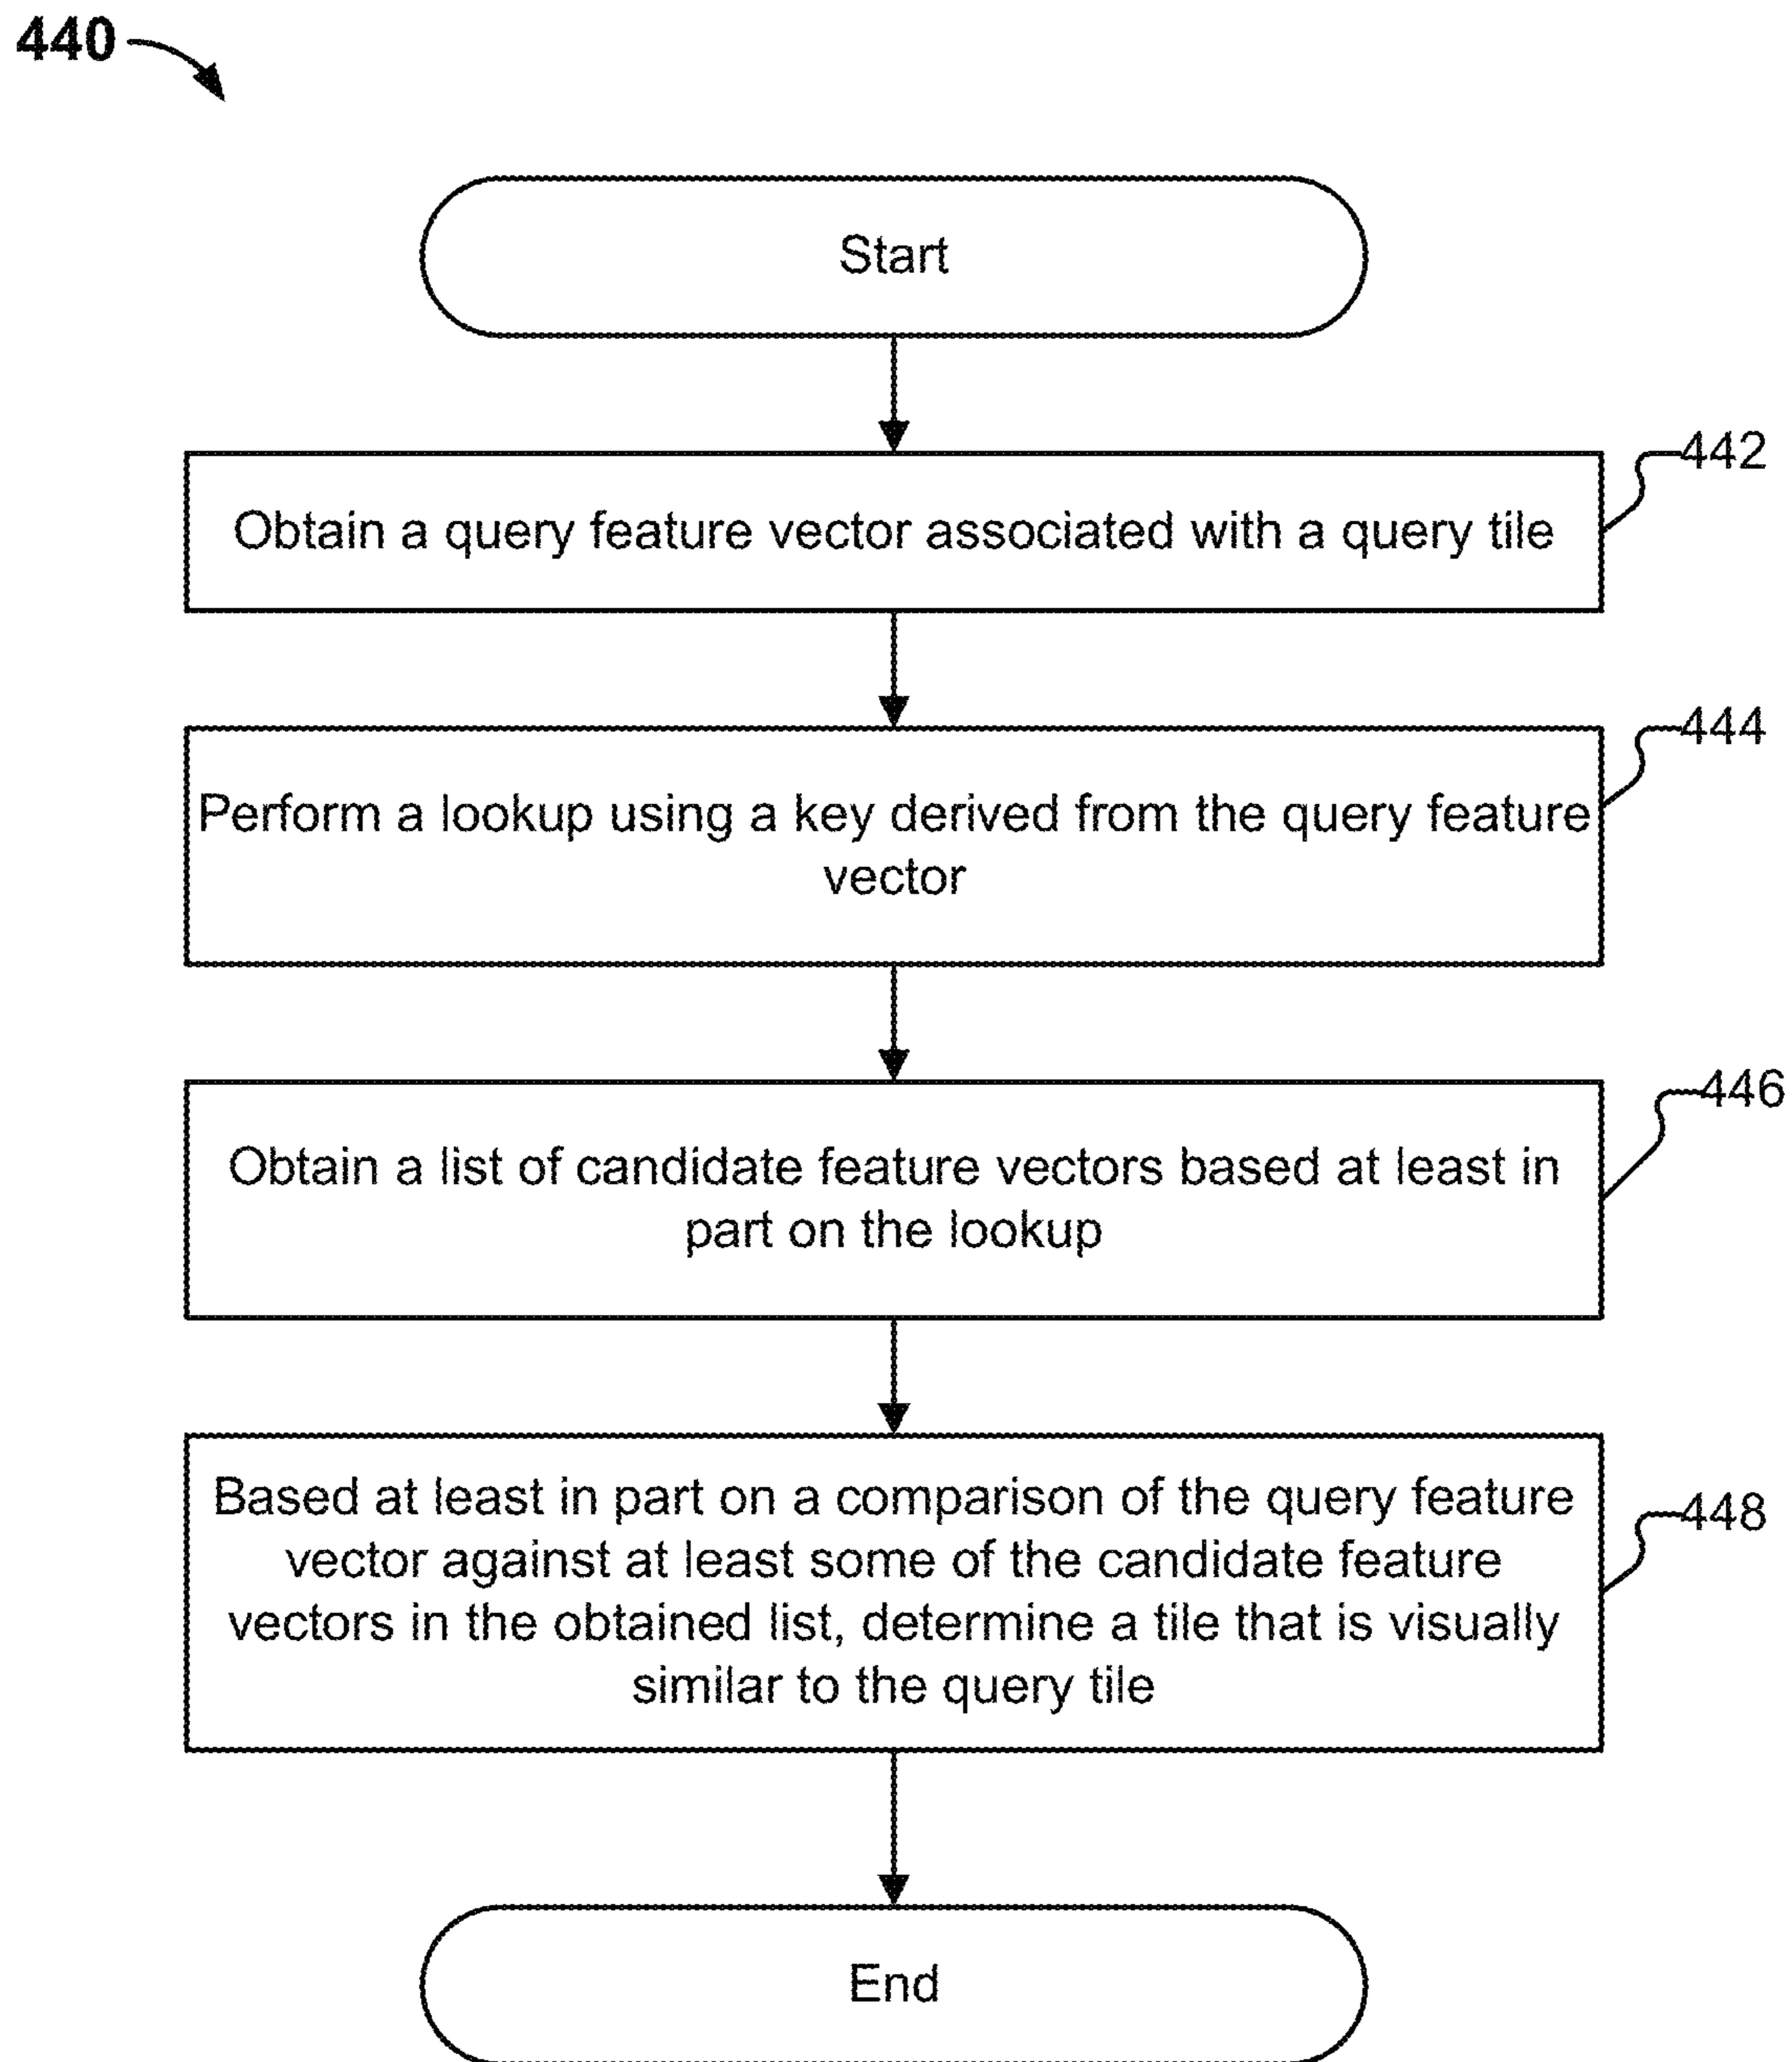 440
Start
442
Obtain a query feature vector associated with a query tile
444
Perform a lookup using a key derived from the query feature
vector
446
Obtain a list of candidate feature vectors based at least in
part on the lookup
448
Based at least in part on a comparison of the query feature
vector against at least some of the candidate feature
vectors in the obtained list, determine a tile that is visually
similar to the query tile
End